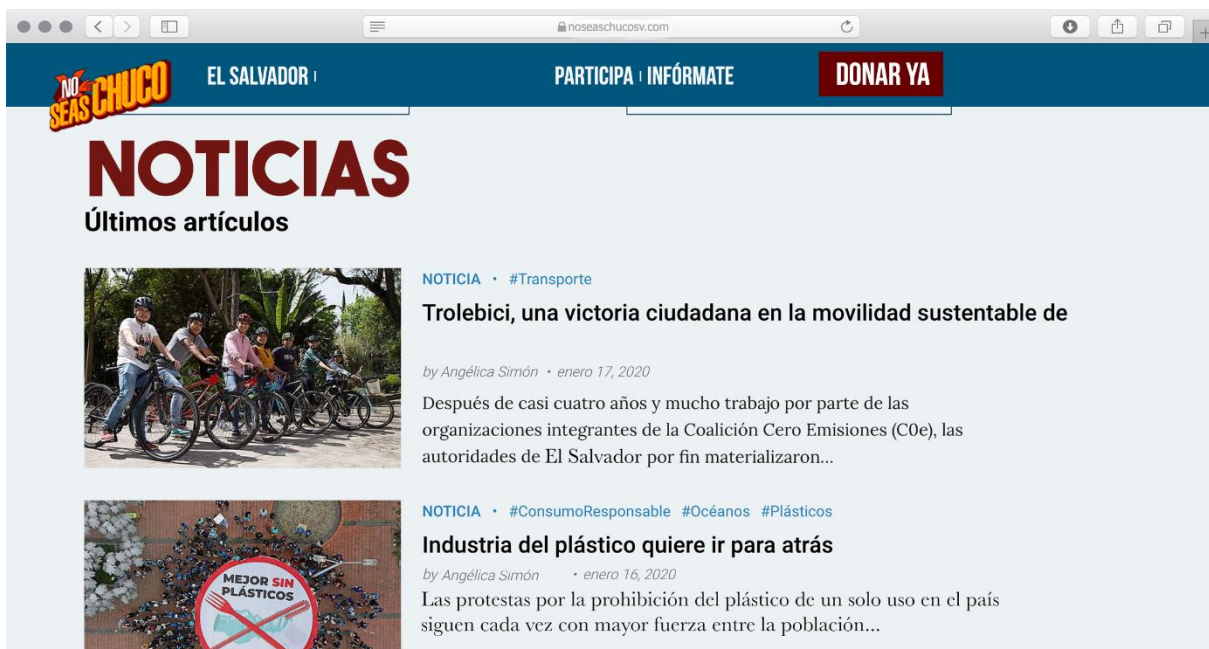 noseaschucosv.com
NO
SEAS CHUCO
EL SALVADOR
PARTICIPA
INFÓRMATE
DONAR YA
NOTICIAS
Últimos artículos
NOTICIA • #Transporte
Trolebici, una victoria ciudadana en la movilidad sustentable de
by Angélica Simón • enero 17, 2020
Después de casi cuatro años y mucho trabajo por parte de las
organizaciones integrantes de la Coalición Cero Emisiones (C0e), las
autoridades de El Salvador por fin materializaron...
MEJOR SIN
PLÁSTICOS
NOTICIA • #ConsumoResponsable #Océanos #Plásticos
Industria del plástico quiere ir para atrás
by Angélica Simón • enero 16, 2020
Las protestas por la prohibición del plástico de un solo uso en el país
siguen cada vez con mayor fuerza entre la población...